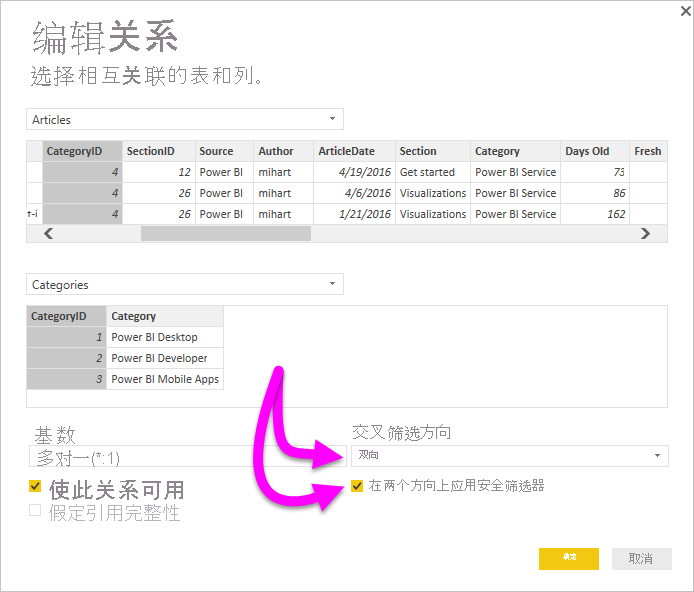 编辑关系
选择相互关联的表和列。
Articles
CategoryID SectionID Source Author ArticleDate Section Category Days Old Fresh
4 12 Power BI mihart 4/19/2016 Get started Power BI Service 73
4 26 Power BI mihart 4/6/2016 Visualizations Power BI Service 86
r-i 4 26 Power BI mihart 1/21/2016 Visualizations Power BI Service 162
Categories
CategoryID Category
1 Power BI Desktop
2 Power BI Developer
3 Power BI Mobile Apps
基数 交叉筛选方向
多对一(*:1) 双向
使此关系可用 在两个方向上应用安全筛选器
假定引用完整性
确定 取消